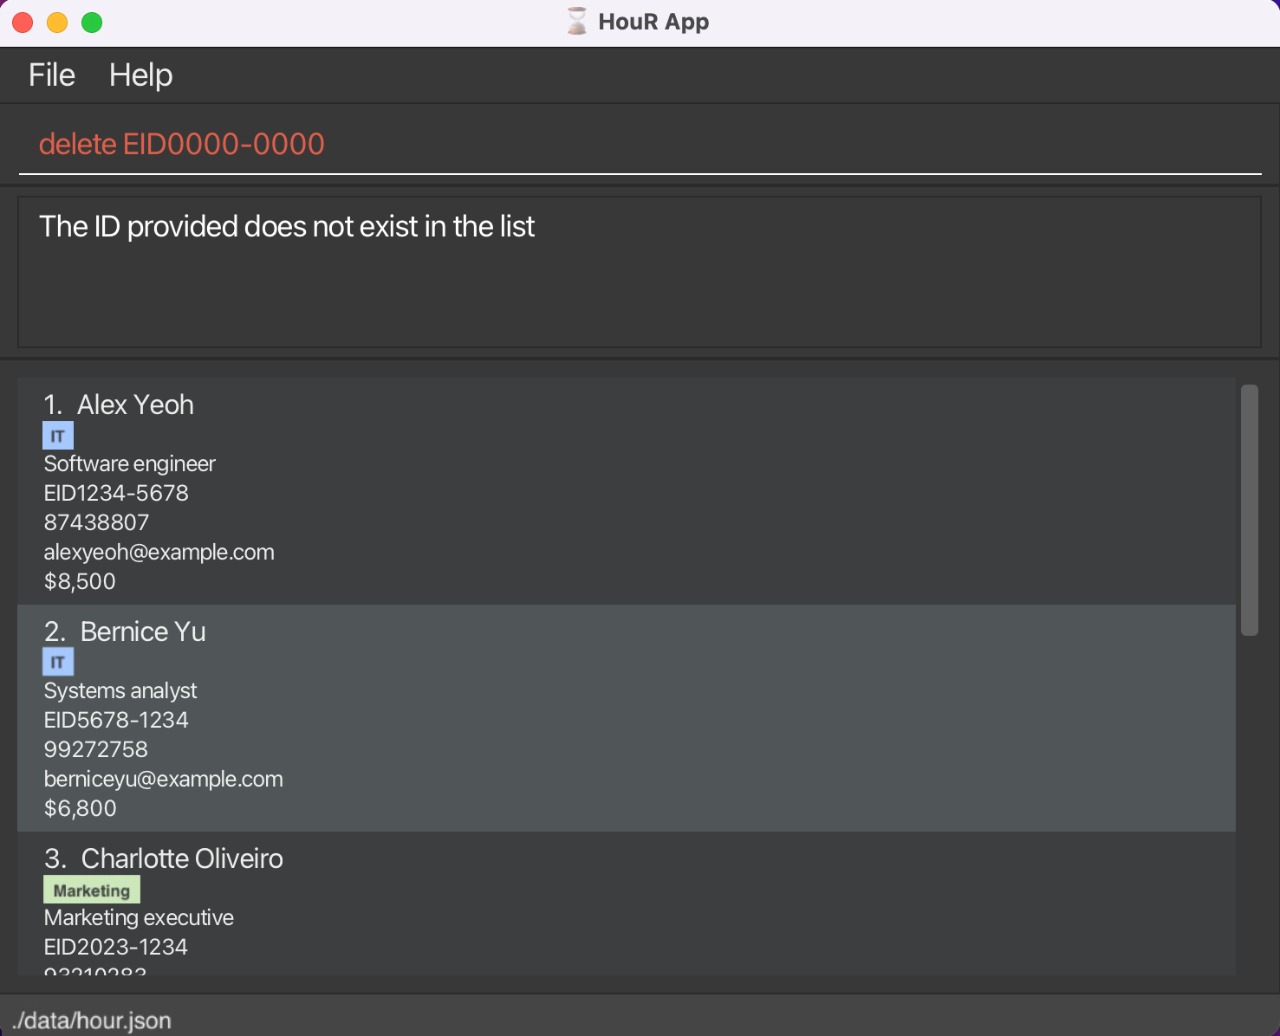 ⌛ HouR App
File Help
delete EID0000-0000
The ID provided does not exist in the list
1. Alex Yeoh
IT
Software engineer
EID1234-5678
87438807
alexyeoh@example.com
$8,500
2. Bernice Yu
IT
Systems analyst
EID5678-1234
99272758
berniceyu@example.com
$6,800
3. Charlotte Oliveiro
Marketing
Marketing executive
EID2023-1234
93210283
./data/hour.json